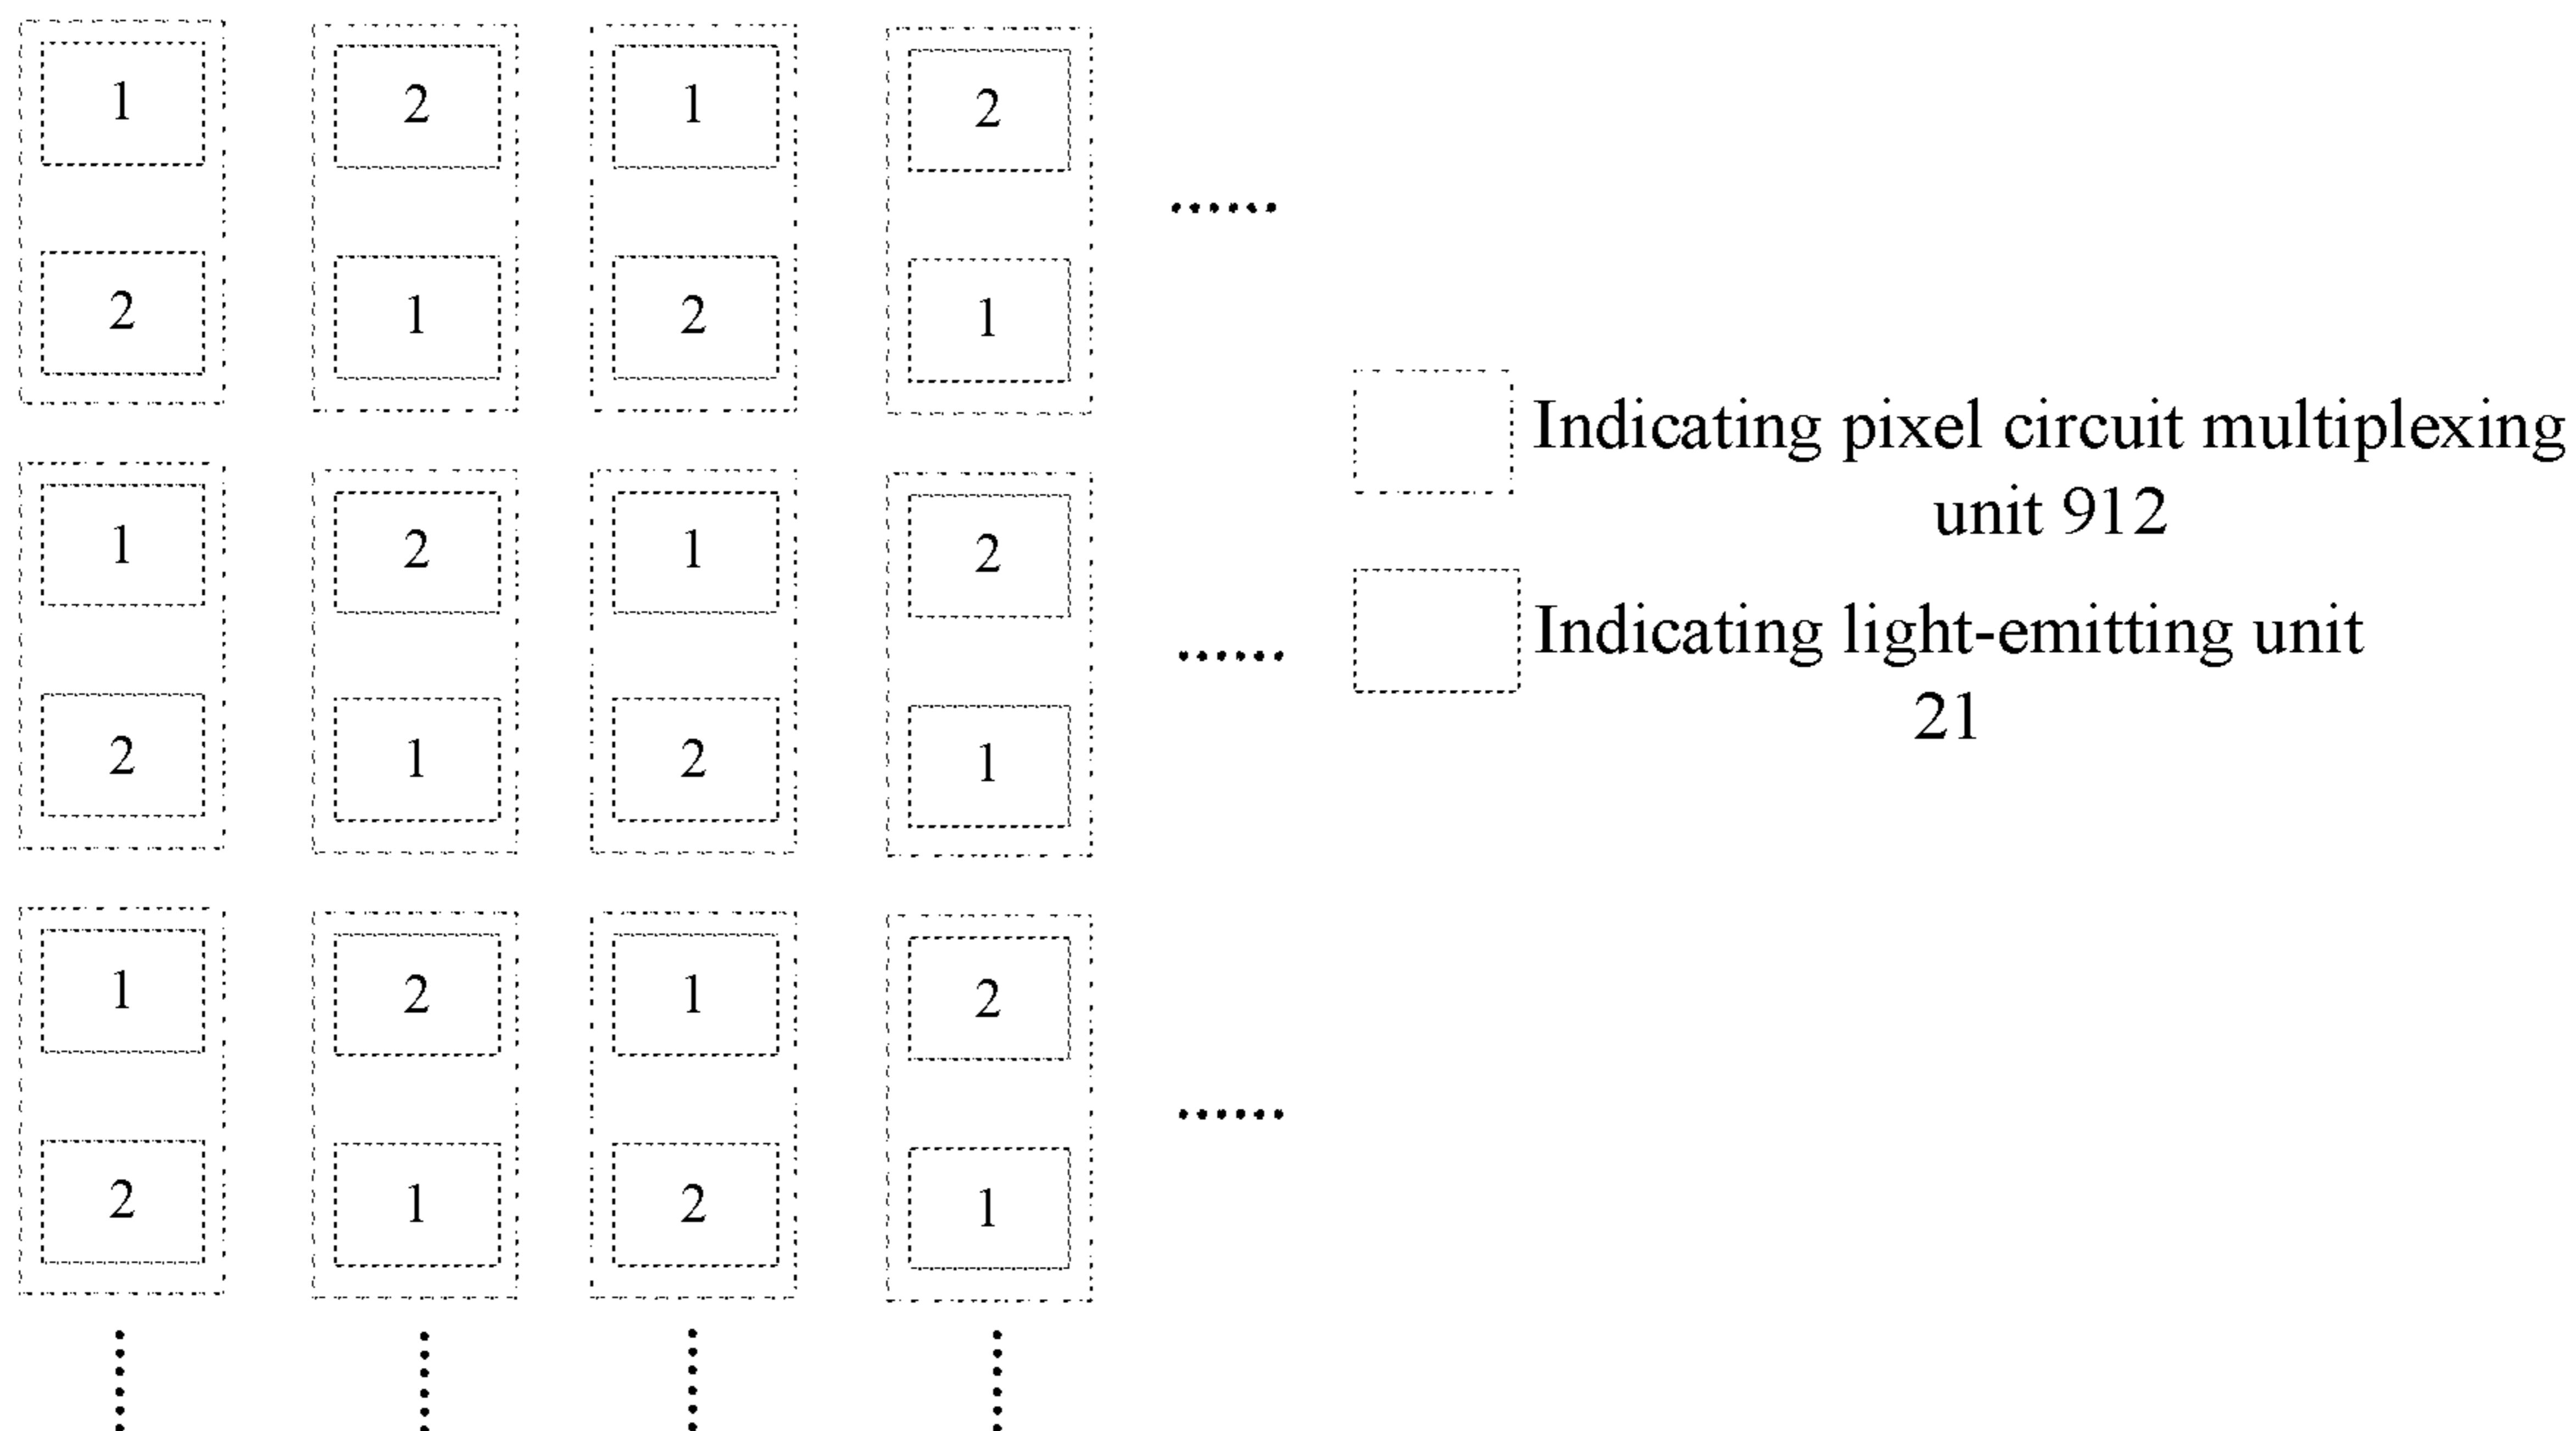 1 2 1 2 ......
2 1 2 1
Indicating pixel circuit multiplexing
unit 912
1 2 1 2
Indicating light-emitting unit
21
......
2 1 2 1
1 2 1 2
......
2 1 2 1